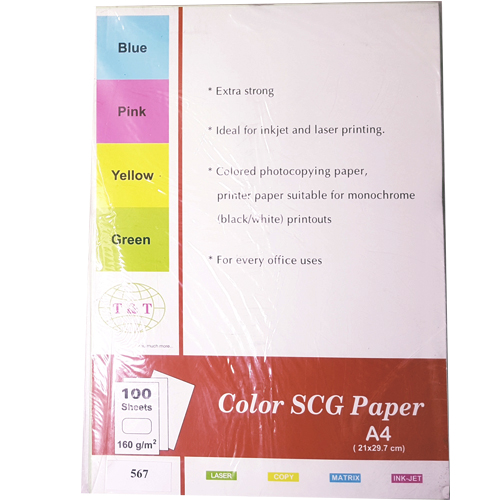 Blue
Pink
Yellow
Green
* Extra strong
* Ideal for inkjet and laser printing.
* Colored photocopying paper,
printer paper suitable for monochrome
(black/white) printouts
* For every office uses
T & T
much more..
100
Sheets
160 g/m²
567
Color SCG Paper
A4
( 21x29.7 cm)
LASER
COPY
MATRIX
INK-JET